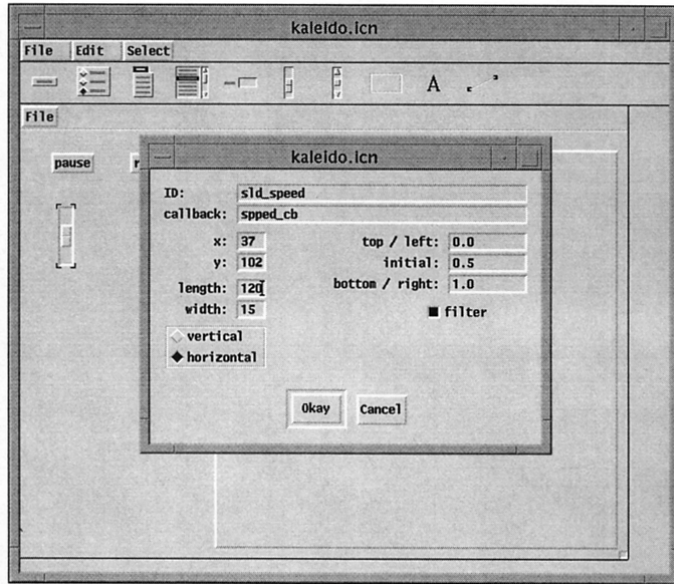 kaleido.icn
File Edit Select
A
File
pause
kaleido.icn
ID: sld_speed
callback: spped_cb
x: 37 top / left: 0.0
y: 102 initial: 0.5
length: 120 bottom / right: 1.0
width: 15 filter
vertical
horizontal
Okay Cancel